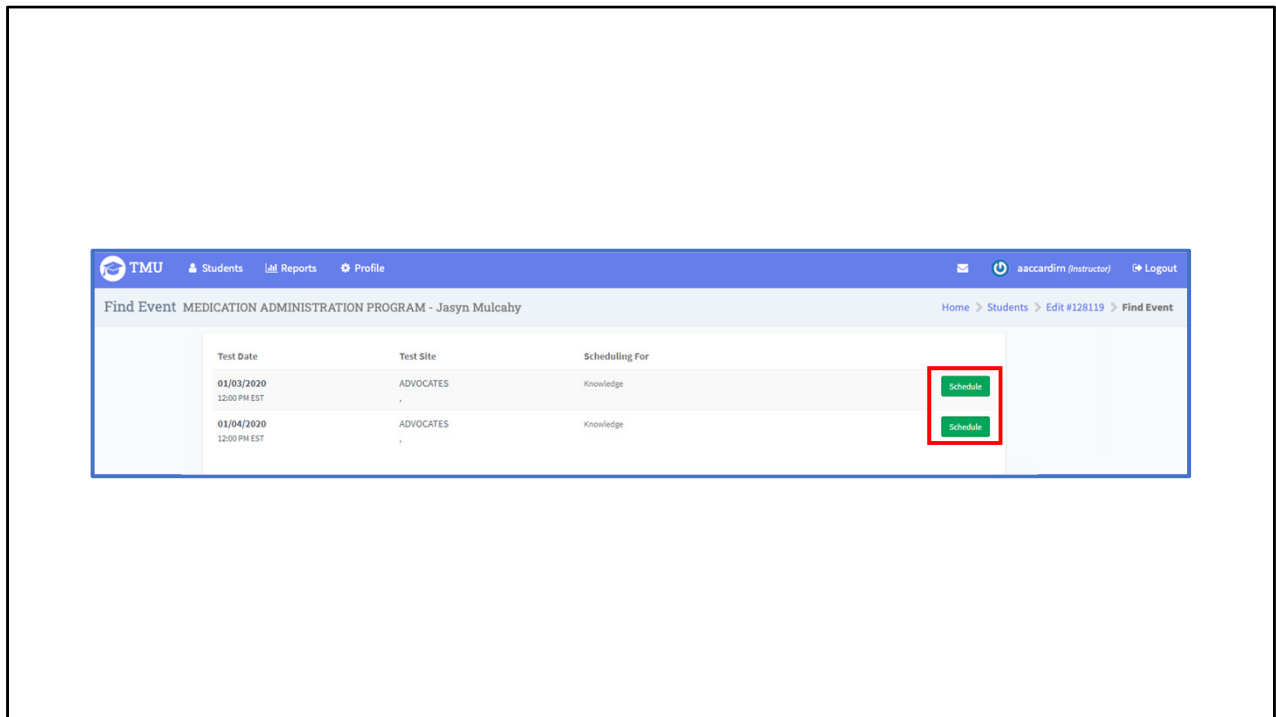 TMU Students Reports Profile aaccardirn (Instructor) Logout
Find Event MEDICATION ADMINISTRATION PROGRAM - Jasyn Mulcahy Home > Students > Edit #128119 > Find Event
Test Date Test Site Scheduling For
01/03/2020 ADVOCATES Knowledge Schedule
12:00 PM EST ,
01/04/2020 ADVOCATES Knowledge Schedule
12:00 PM EST ,